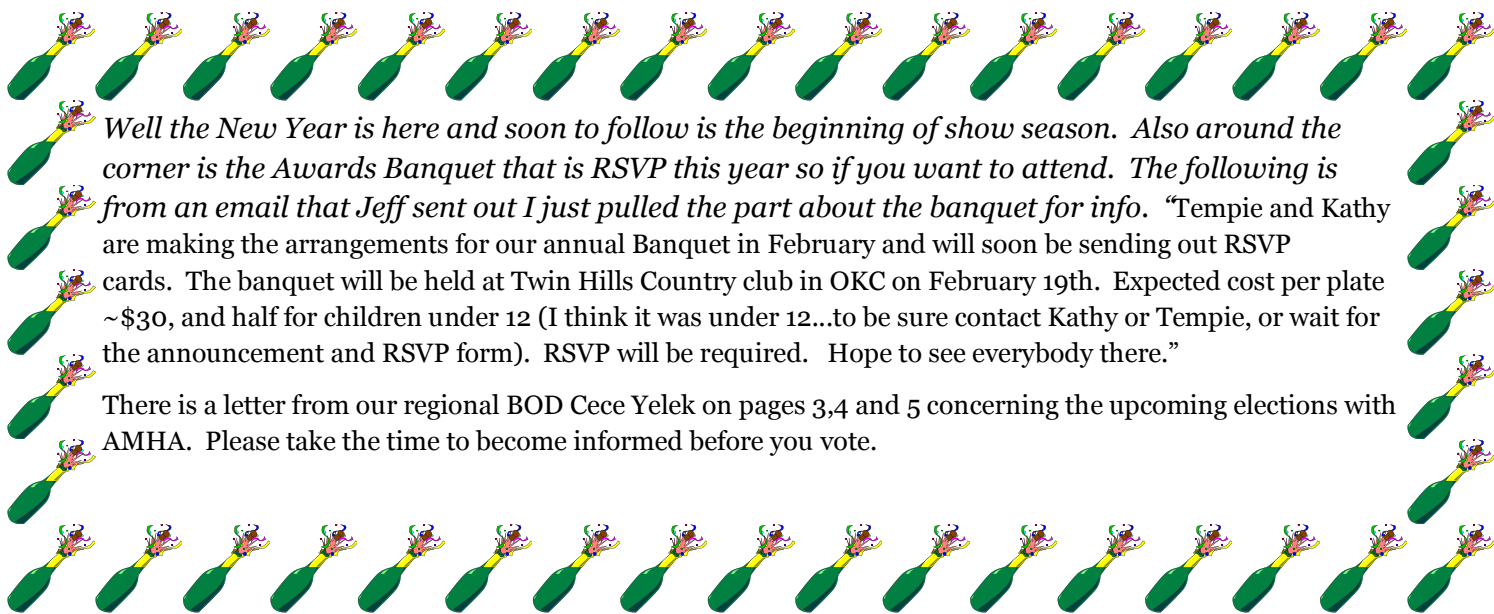 Well the New Year is here and soon to follow is the beginning of show season.  Also around the
corner is the Awards Banquet that is RSVP this year so if you want to attend.  The following is
from an email that Jeff sent out I just pulled the part about the banquet for info.  “Tempie and Kathy
are making the arrangements for our annual Banquet in February and will soon be sending out RSVP
cards.  The banquet will be held at Twin Hills Country club in OKC on February 19th.  Expected cost per plate
~$30, and half for children under 12 (I think it was under 12...to be sure contact Kathy or Tempie, or wait for
the announcement and RSVP form).  RSVP will be required.   Hope to see everybody there.”
There is a letter from our regional BOD Cece Yelek on pages 3,4 and 5 concerning the upcoming elections with
AMHA.  Please take the time to become informed before you vote.